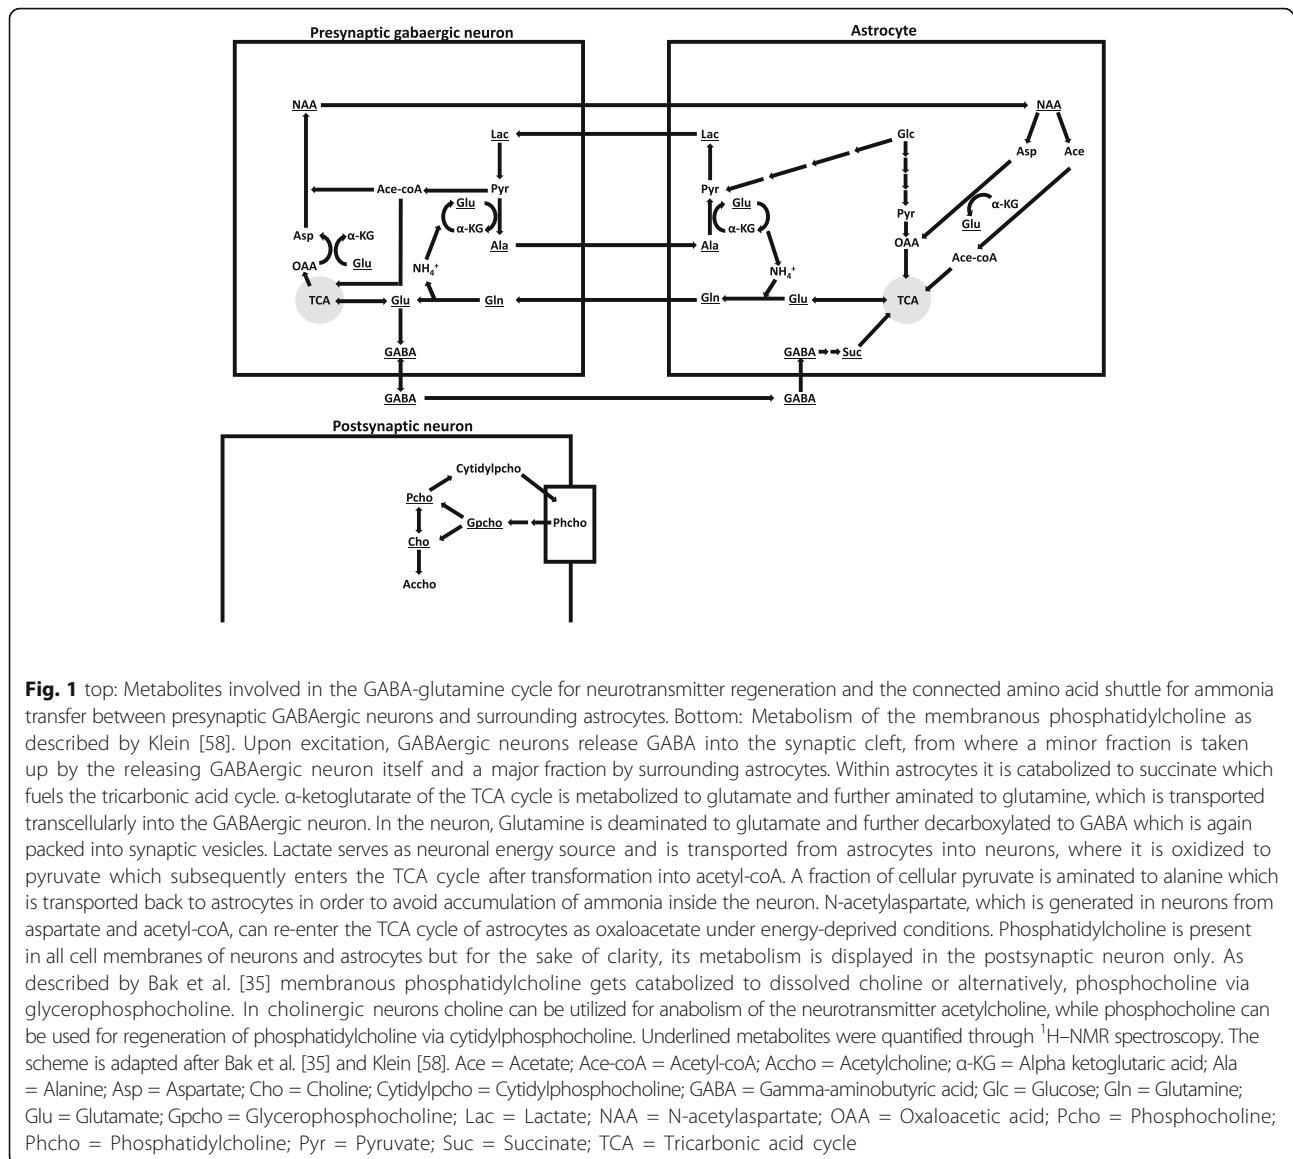 Presynaptic gabaergic neuron
Astrocyte
NAA
NAA
Lac
Lac
Glc
Asp
Ace
Ace-coA
Pyr
Pyr
Glu
Glu
α-KG
Pyr
Glu
Asp
α-KG
α-KG
α-KG
OAA
Ala
Ala
Ace-coA
OAA
Glu
NH4+
NH4+
TCA
Glu
Gln
Gln
Glu
TCA
GABA
GABA
Suc
GABA
GABA
Postsynaptic neuron
Cytidylpcho
Pcho
Gpcho
Phcho
Cho
Accho
Fig. 1 top: Metabolites involved in the GABA-glutamine cycle for neurotransmitter regeneration and the connected amino acid shuttle for ammonia
transfer between presynaptic GABAergic neurons and surrounding astrocytes. Bottom: Metabolism of the membranous phosphatidylcholine as
described by Klein [58]. Upon excitation, GABAergic neurons release GABA into the synaptic cleft, from where a minor fraction is taken
up by the releasing GABAergic neuron itself and a major fraction by surrounding astrocytes. Within astrocytes it is catabolized to succinate which
fuels the tricarbonic acid cycle. α-ketoglutarate of the TCA cycle is metabolized to glutamate and further aminated to glutamine, which is transported
transcellularly into the GABAergic neuron. In the neuron, Glutamine is deaminated to glutamate and further decarboxylated to GABA which is again
packed into synaptic vesicles. Lactate serves as neuronal energy source and is transported from astrocytes into neurons, where it is oxidized to
pyruvate which subsequently enters the TCA cycle after transformation into acetyl-coA. A fraction of cellular pyruvate is aminated to alanine which
is transported back to astrocytes in order to avoid accumulation of ammonia inside the neuron. N-acetylaspartate, which is generated in neurons from
aspartate and acetyl-coA, can re-enter the TCA cycle of astrocytes as oxaloacetate under energy-deprived conditions. Phosphatidylcholine is present
in all cell membranes of neurons and astrocytes but for the sake of clarity, its metabolism is displayed in the postsynaptic neuron only. As
described by Bak et al. [35] membranous phosphatidylcholine gets catabolized to dissolved choline or alternatively, phosphocholine via
glycerophosphocholine. In cholinergic neurons choline can be utilized for anabolism of the neurotransmitter acetylcholine, while phosphocholine can
be used for regeneration of phosphatidylcholine via cytidylphosphocholine. Underlined metabolites were quantified through 1H–NMR spectroscopy. The
scheme is adapted after Bak et al. [35] and Klein [58]. Ace = Acetate; Ace-coA = Acetyl-coA; Accho = Acetylcholine; α-KG = Alpha ketoglutaric acid; Ala
= Alanine; Asp = Aspartate; Cho = Choline; Cytidylpcho = Cytidylphosphocholine; GABA = Gamma-aminobutyric acid; Glc = Glucose; Gln = Glutamine;
Glu = Glutamate; Gpcho = Glycerophosphocholine; Lac = Lactate; NAA = N-acetylaspartate; OAA = Oxaloacetic acid; Pcho = Phosphocholine;
Phcho = Phosphatidylcholine; Pyr = Pyruvate; Suc = Succinate; TCA = Tricarbonic acid cycle